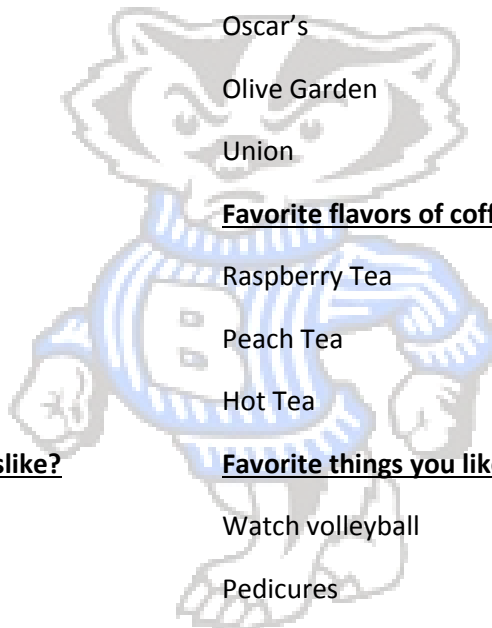 Oscar’s
Olive Garden
Union
Favorite flavors of coff
Raspberry Tea
Peach Tea
Hot Tea
slike? Favorite things you lik
Watch volleyball
Pedicures